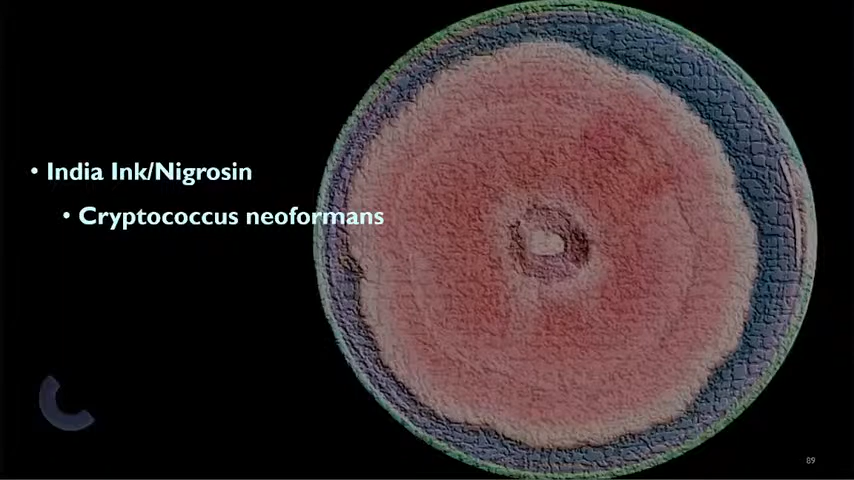 • India Ink/Nigrosin
• Cryptococcus neoformans
89